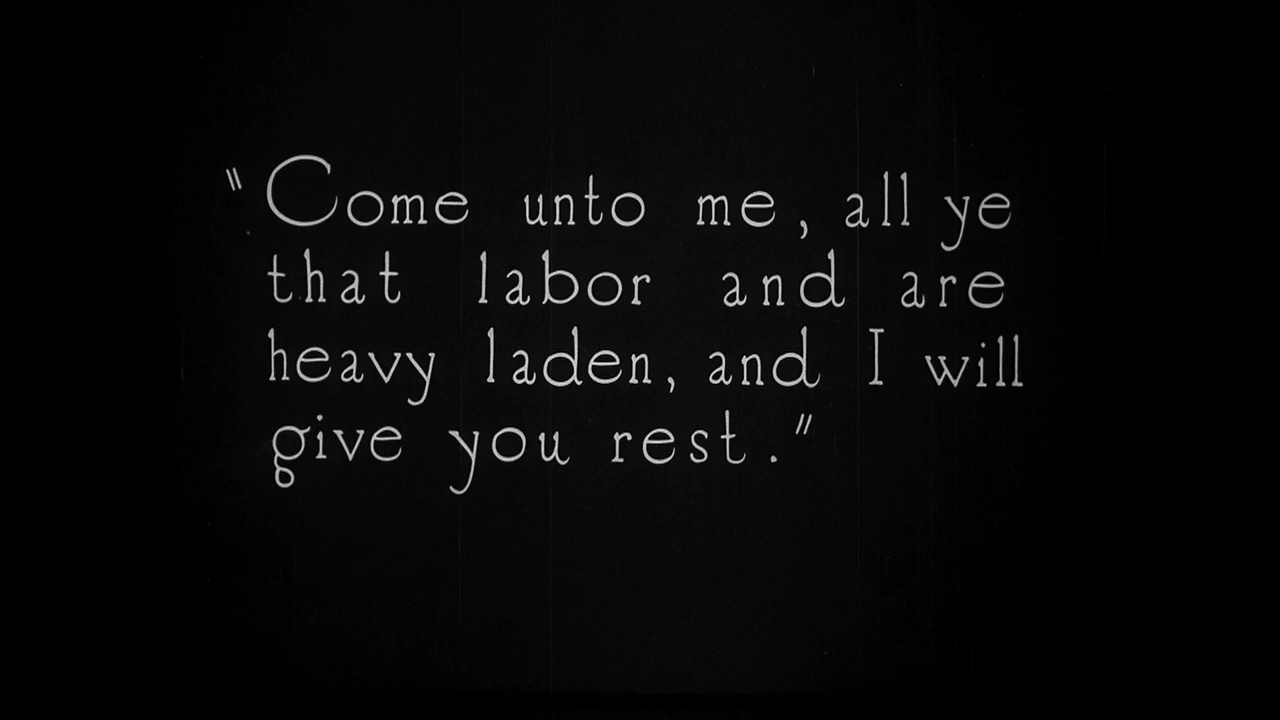 "Come unto me, all ye
that labor and are
heavy laden, and I will
give you rest."